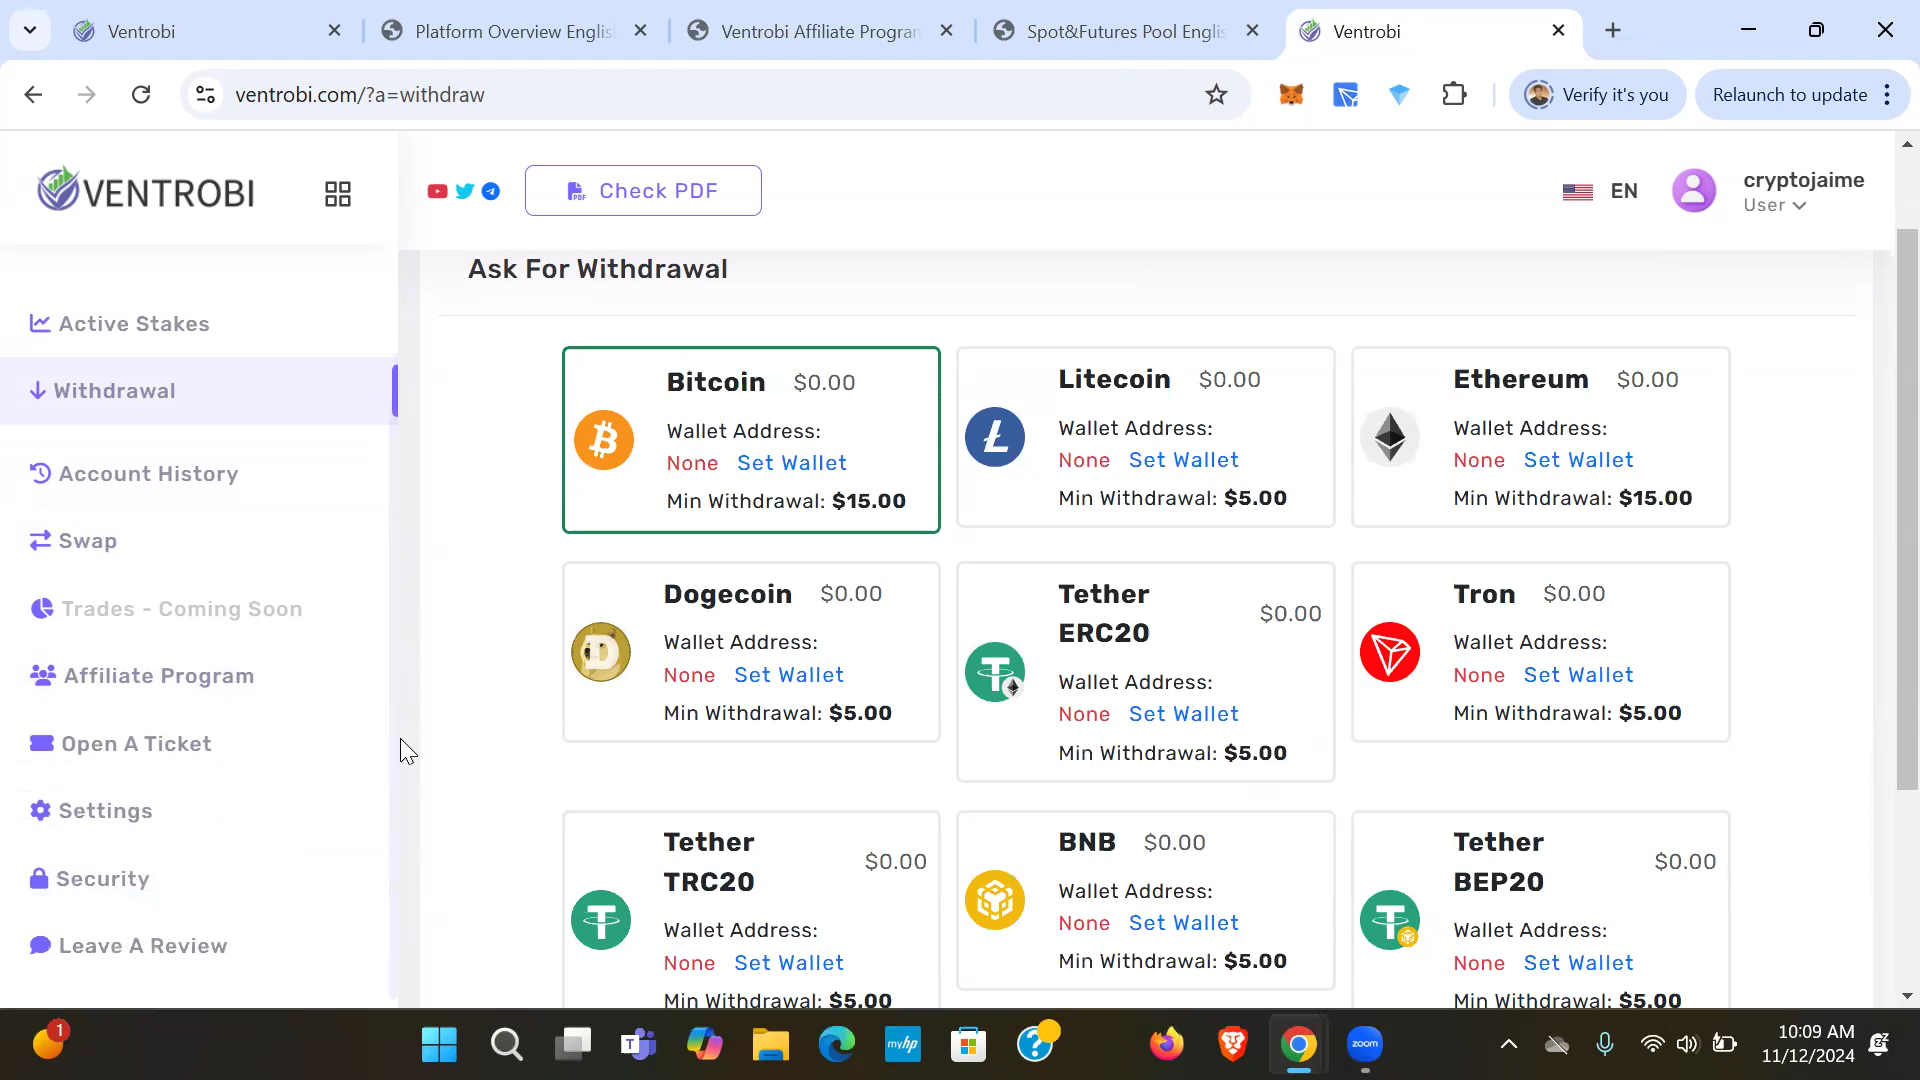 Ventrobi
Platform Overview Englis
Ventrobi Affiliate Program
Spot&Futures Pool Englis
Ventrobi
ventrobi.com/?a=withdraw
Verify it's you
Relaunch to update
VENTROBI
Check PDF
EN
cryptojaime
User
Active Stakes
Withdrawal
Account History
Swap
Trades - Coming Soon
Affiliate Program
Open A Ticket
Settings
Security
Leave A Review
Ask For Withdrawal
Bitcoin $0.00
Wallet Address:
None Set Wallet
Min Withdrawal: $15.00
Litecoin $0.00
Wallet Address:
None Set Wallet
Min Withdrawal: $5.00
Ethereum $0.00
Wallet Address:
None Set Wallet
Min Withdrawal: $15.00
Dogecoin $0.00
Wallet Address:
None Set Wallet
Min Withdrawal: $5.00
Tether
ERC20
$0.00
Wallet Address:
None Set Wallet
Min Withdrawal: $5.00
Tron $0.00
Wallet Address:
None Set Wallet
Min Withdrawal: $5.00
Tether
TRC20
$0.00
Wallet Address:
None Set Wallet
Min Withdrawal: $5.00
BNB $0.00
Wallet Address:
None Set Wallet
Min Withdrawal: $5.00
Tether
BEP20
$0.00
Wallet Address:
None Set Wallet
Min Withdrawal: $5.00
1
myhp
zoom
10:09 AM
11/12/2024